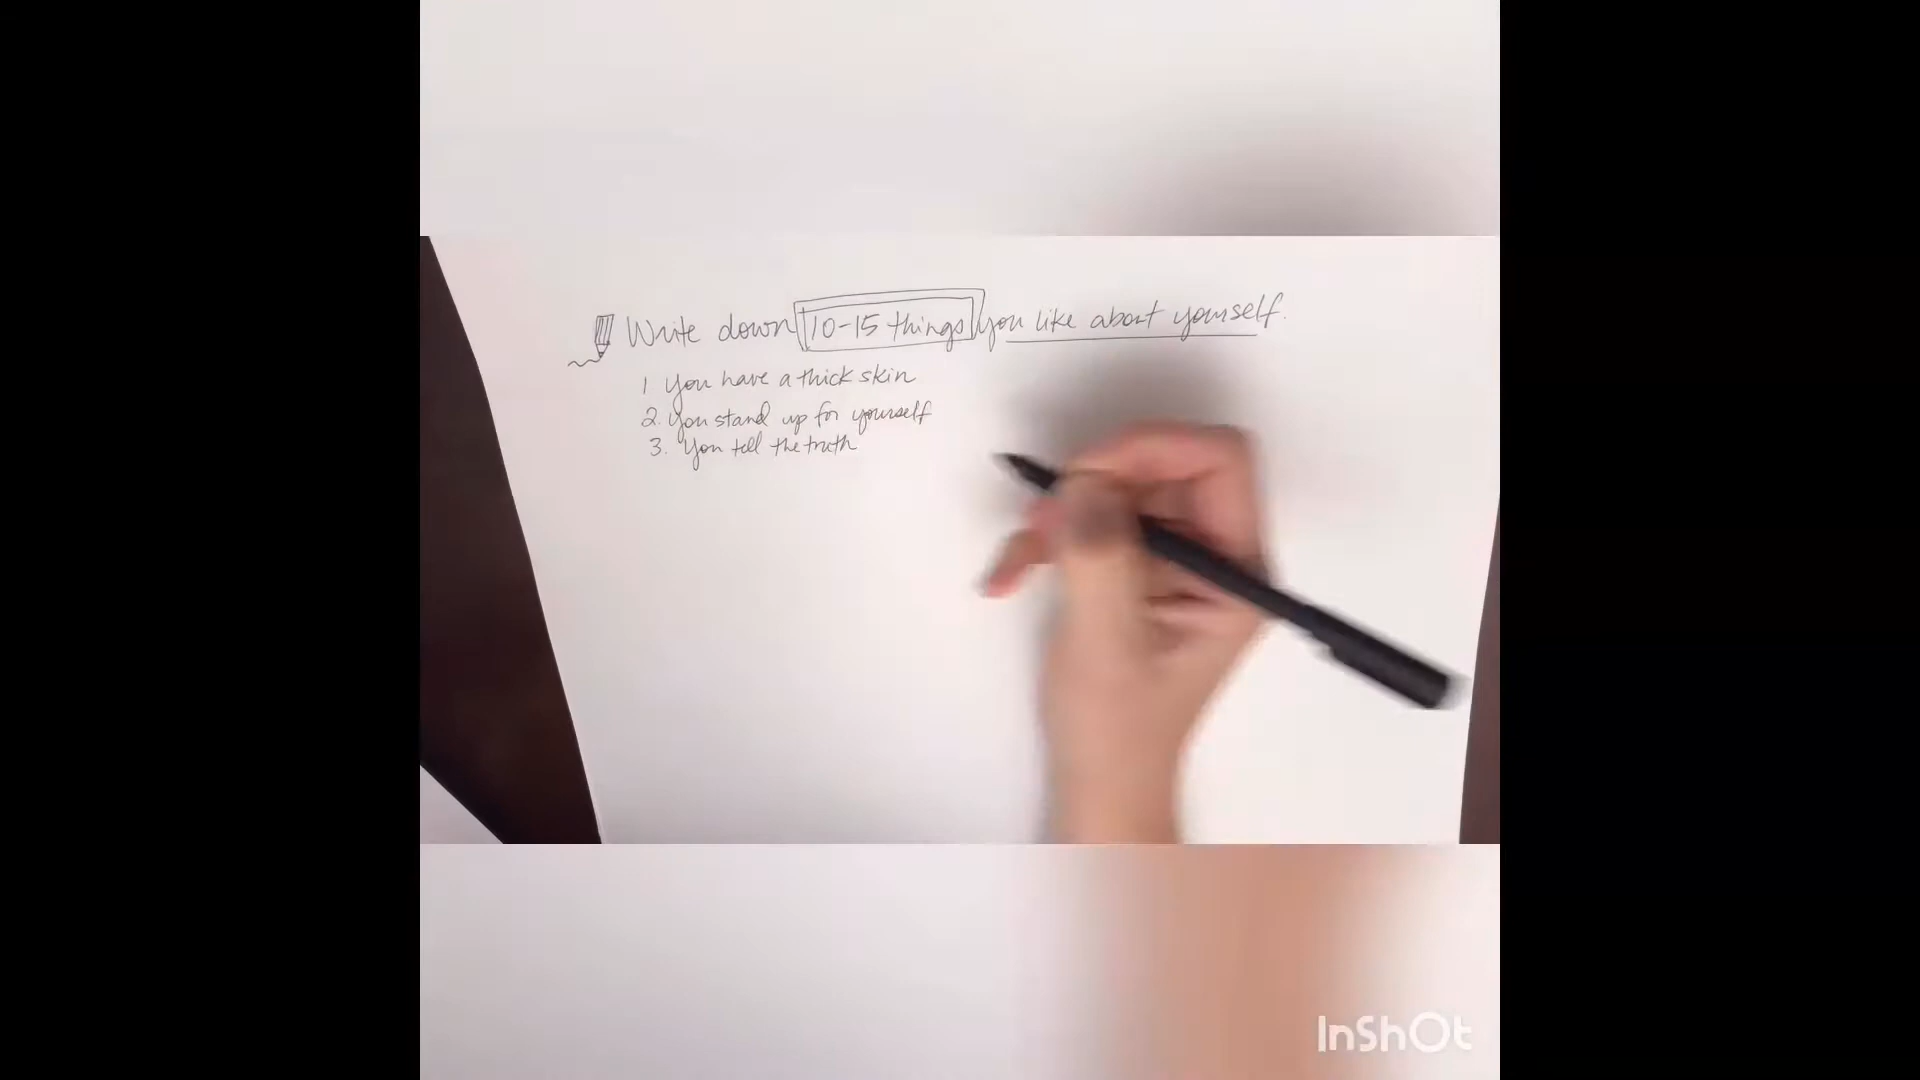 Write down 10-15 things you like about yourself.
1 You have a thick skin
2. You stand up for yourself
3. You tell the truth
InShOt